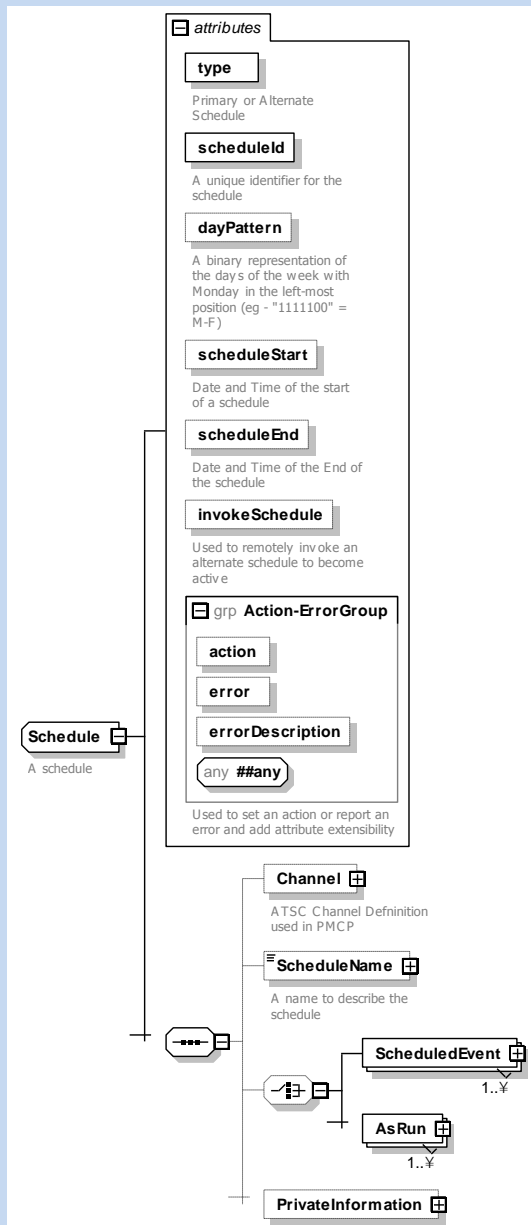 attributes
type
Primary or Alternate
Schedule
scheduleId
A unique identifier for the
schedule
dayPattern
A binary representation of
the days of the week with
Monday in the left-most
position (eg - "1111100" =
M-F)
scheduleStart
Date and Time of the start
of a schedule
scheduleEnd
Date and Time of the End of
the schedule
invokeSchedule
Used to remotely invoke an
alternate schedule to become
active
grp Action-ErrorGroup
action
error
errorDescription
any ##any
Used to set an action or report an
error and add attribute extensibility
Schedule
A schedule
Channel
ATSC Channel Defninition
used in PMCP
ScheduleName
A name to describe the
schedule
ScheduledEvent
1..¥
AsRun
1..¥
PrivateInformation